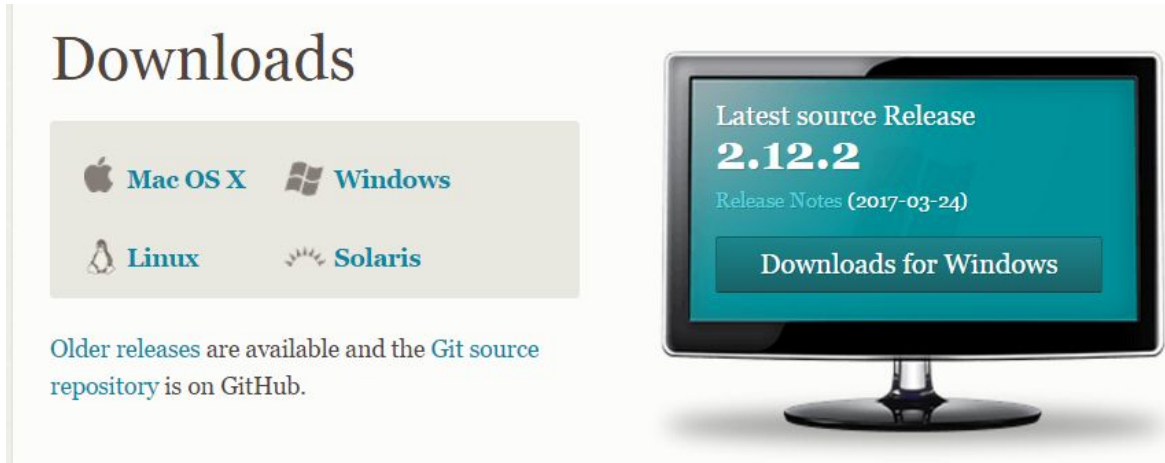 Downloads
Mac OS X
Windows
Linux
Solaris
Older releases are available and the Git source
repository is on GitHub.
Latest source Release
2.12.2
Release Notes (2017-03-24)
Downloads for Windows